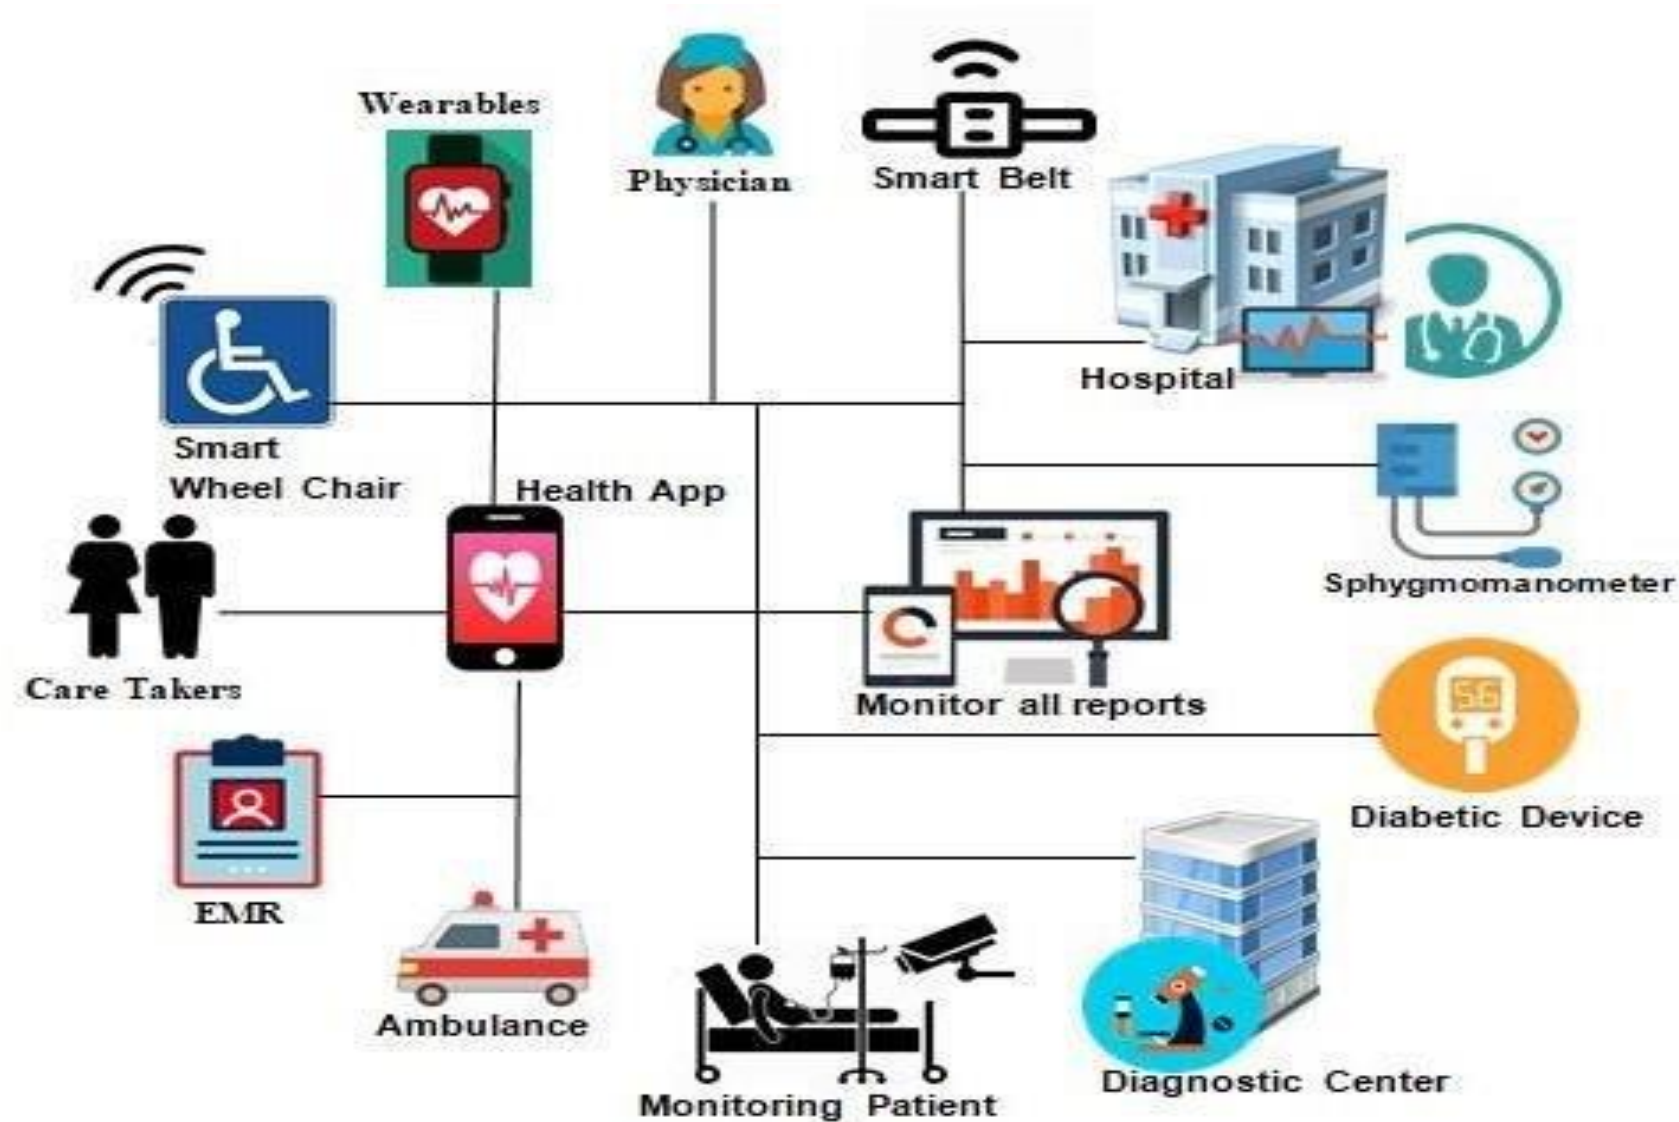 Wearables
Physician
Smart Belt
Hospital
Smart
Wheel Chair
Health App
Sphygmomanometer
Care Takers
Monitor all reports
56
Diabetic Device
EMR
Ambulance
Monitoring Patient
Diagnostic Center